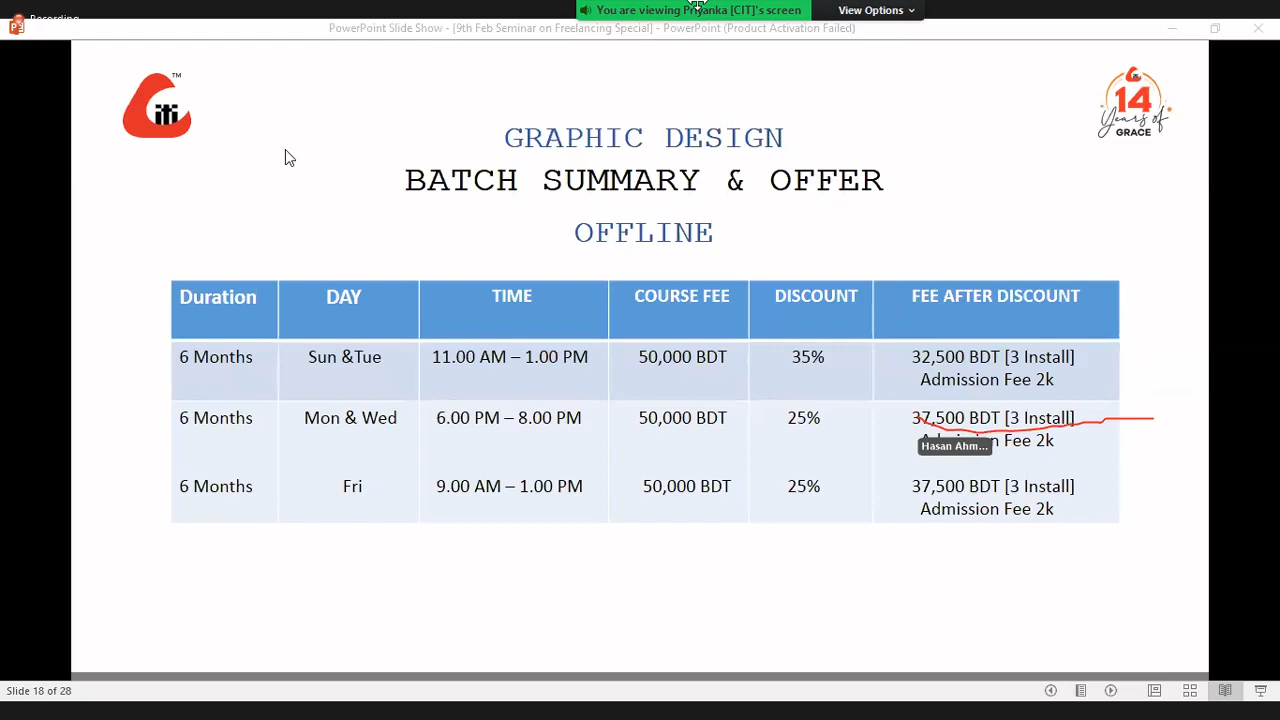 Recording
You are viewing Priyanka [CIT]'s screen
View Options
PowerPoint Slide Show - [9th Feb Seminar on Freelancing Special] - PowerPoint (Product Activation Failed)
citi
TM
14
Years of
GRACE
GRAPHIC DESIGN
BATCH SUMMARY & OFFER
OFFLINE
Duration DAY TIME COURSE FEE DISCOUNT FEE AFTER DISCOUNT
6 Months Sun &Tue 11.00 AM – 1.00 PM 50,000 BDT 35% 32,500 BDT [3 Install]
Admission Fee 2k
6 Months Mon & Wed 6.00 PM – 8.00 PM 50,000 BDT 25% 37,500 BDT [3 Install]
Admission Fee 2k
Hasan Ahm...
6 Months Fri 9.00 AM – 1.00 PM 50,000 BDT 25% 37,500 BDT [3 Install]
Admission Fee 2k
Slide 18 of 28